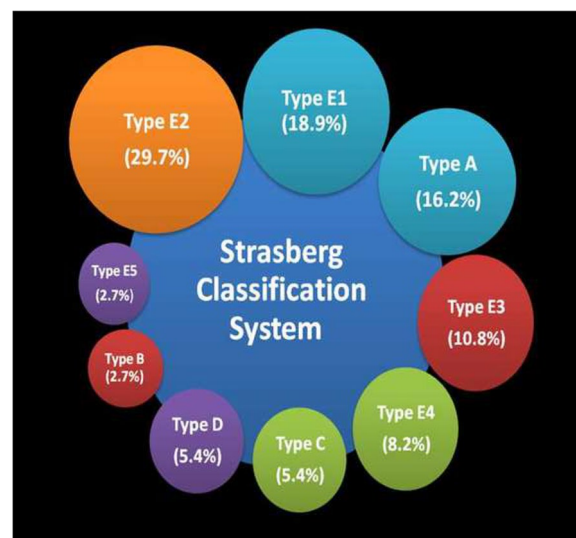 Type E1
(18.9%)
Type E2
(29.7%)
Type A
(16.2%)
Strasberg
Classification
System
Type E5
(2.7%)
Type E3
(10.8%)
Type B
(2.7%)
Type E4
(8.2%)
Type D
(5.4%)
Type C
(5.4%)